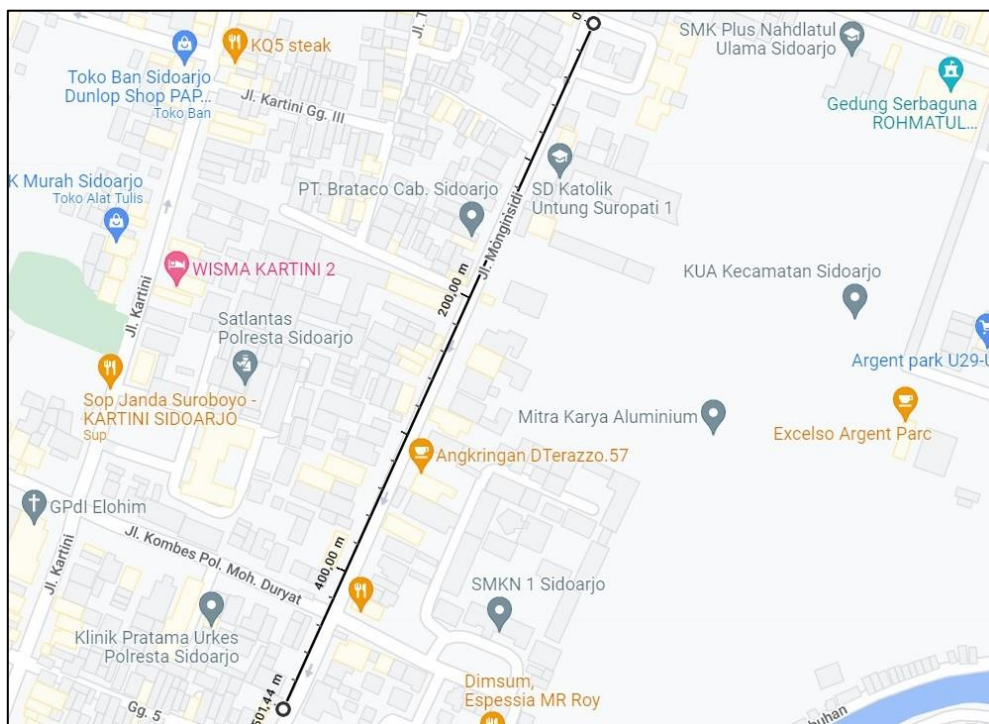 0
SMK Plus Nahdlatul
Ulama Sidoarjo
KQ5 steak
Toko Ban Sidoarjo
Dunlop Shop PAP...
Toko Ban
Gedung Serbaguna
ROHMATUL...
Jl. Kartini Gg. III
K Murah Sidoarjo
Toko Alat Tulis
PT. Brataco Cab. Sidoarjo
SD Katolik
Untung Suropati 1
Jl. Monginsidi
WISMA KARTINI 2
200,00 m
KUA Kecamatan Sidoarjo
Jl. Kartini
Satlantas
Polresta Sidoarjo
Argent park U29-U
Sop Janda Suroboyo -
KARTINI SIDOARJO
Sup
Mitra Karya Aluminium
Excelso Argent Parc
Angkringan DTerazzo.57
GPdI Elohim
Jl. Kombes Pol. Moh. Duryat
400,00 m
Jl. Kartini
SMKN 1 Sidoarjo
Klinik Pratama Urkes
Polresta Sidoarjo
Dimsum,
Espessia MR Roy
501,44 m
Gg. 5